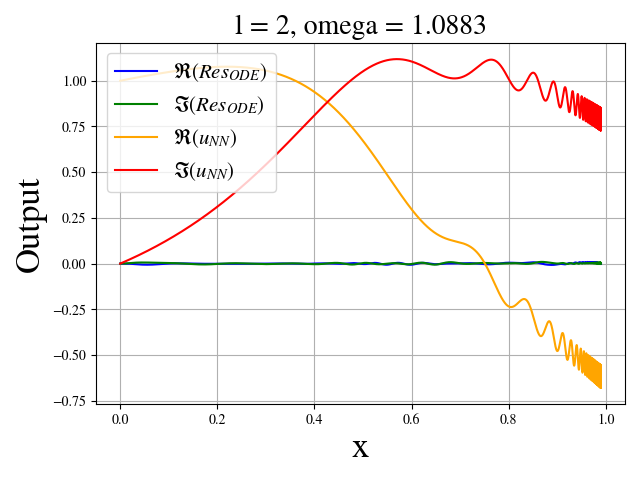 l = 2, omega = 1.0883
Output
1.00
0.75
0.50
0.25
0.00
−0.25
−0.50
−0.75
ℜ(Res_ODE)
ℑ(Res_ODE)
ℜ(u_NN)
ℑ(u_NN)
0.0 0.2 0.4 0.6 0.8 1.0
x